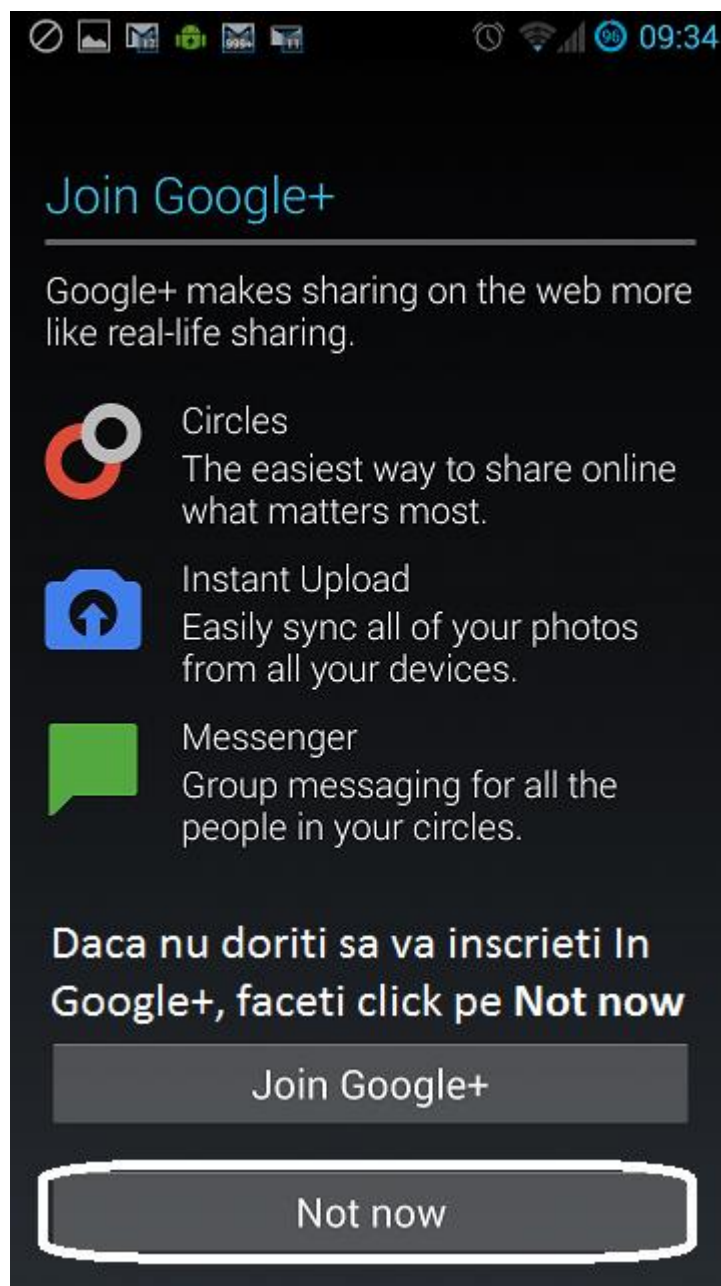 96 09:34
Join Google+
Google+ makes sharing on the web more
like real-life sharing.
Circles
The easiest way to share online
what matters most.
Instant Upload
Easily sync all of your photos
from all your devices.
Messenger
Group messaging for all the
people in your circles.
Daca nu doriti sa va inscrieti In
Google+, faceti click pe Not now
Join Google+
Not now